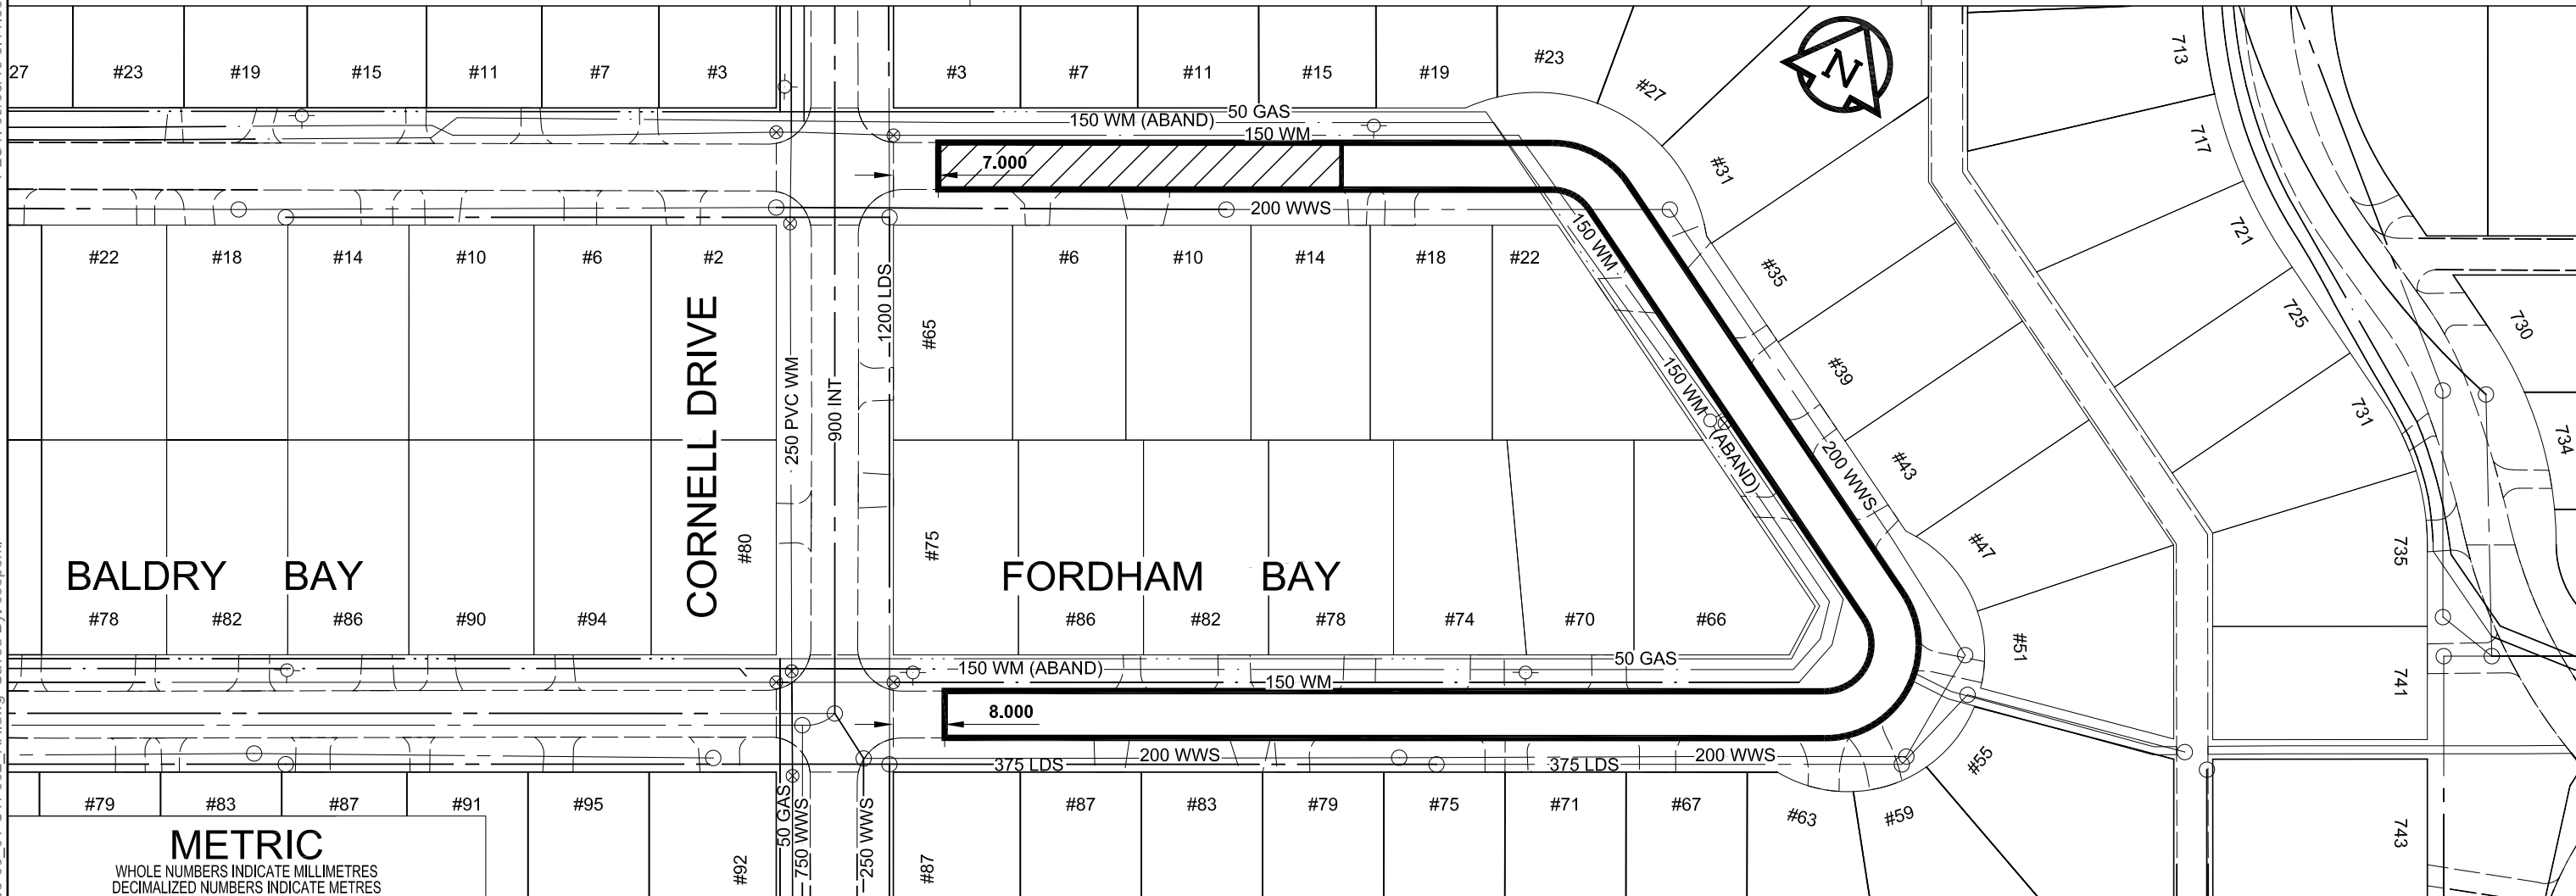 27
#23
#19
#15
#11
#7
#3
#3
#7
#11
#15
#19
#23
#27
N
713
50 GAS
150 WM (ABAND)
150 WM
717
7.000
#31
200 WWS
150 WM
721
#22
#18
#14
#10
#6
#2
#6
#10
#14
#18
#22
#35
1200 LDS
#65
725
730
CORNELL DRIVE
250 PVC WM
900 INT
150 WM
(ABAND)
#39
731
734
200 WWS
#43
#80
#75
#47
735
BALDRY BAY
FORDHAM BAY
#78
#82
#86
#90
#94
#86
#82
#78
#74
#70
#66
#51
150 WM (ABAND)
50 GAS
150 WM
741
8.000
200 WWS
200 WWS
375 LDS
375 LDS
#55
#79
#83
#87
#91
#95
50 GAS
750 WWS
250 WWS
#87
#83
#79
#75
#71
#67
#63
#59
743
METRIC
WHOLE NUMBERS INDICATE MILLIMETRES
DECIMALIZED NUMBERS INDICATE METRES
#92
#87